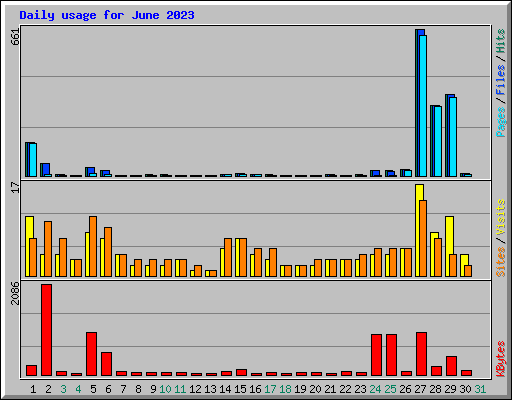 Daily usage for June 2023
661
Pages / Files / Hits
17
Sites / Visits
2086
KBytes
1 2 3 4 5 6 7 8 9 10 11 12 13 14 15 16 17 18 19 20 21 22 23 24 25 26 27 28 29 30 31